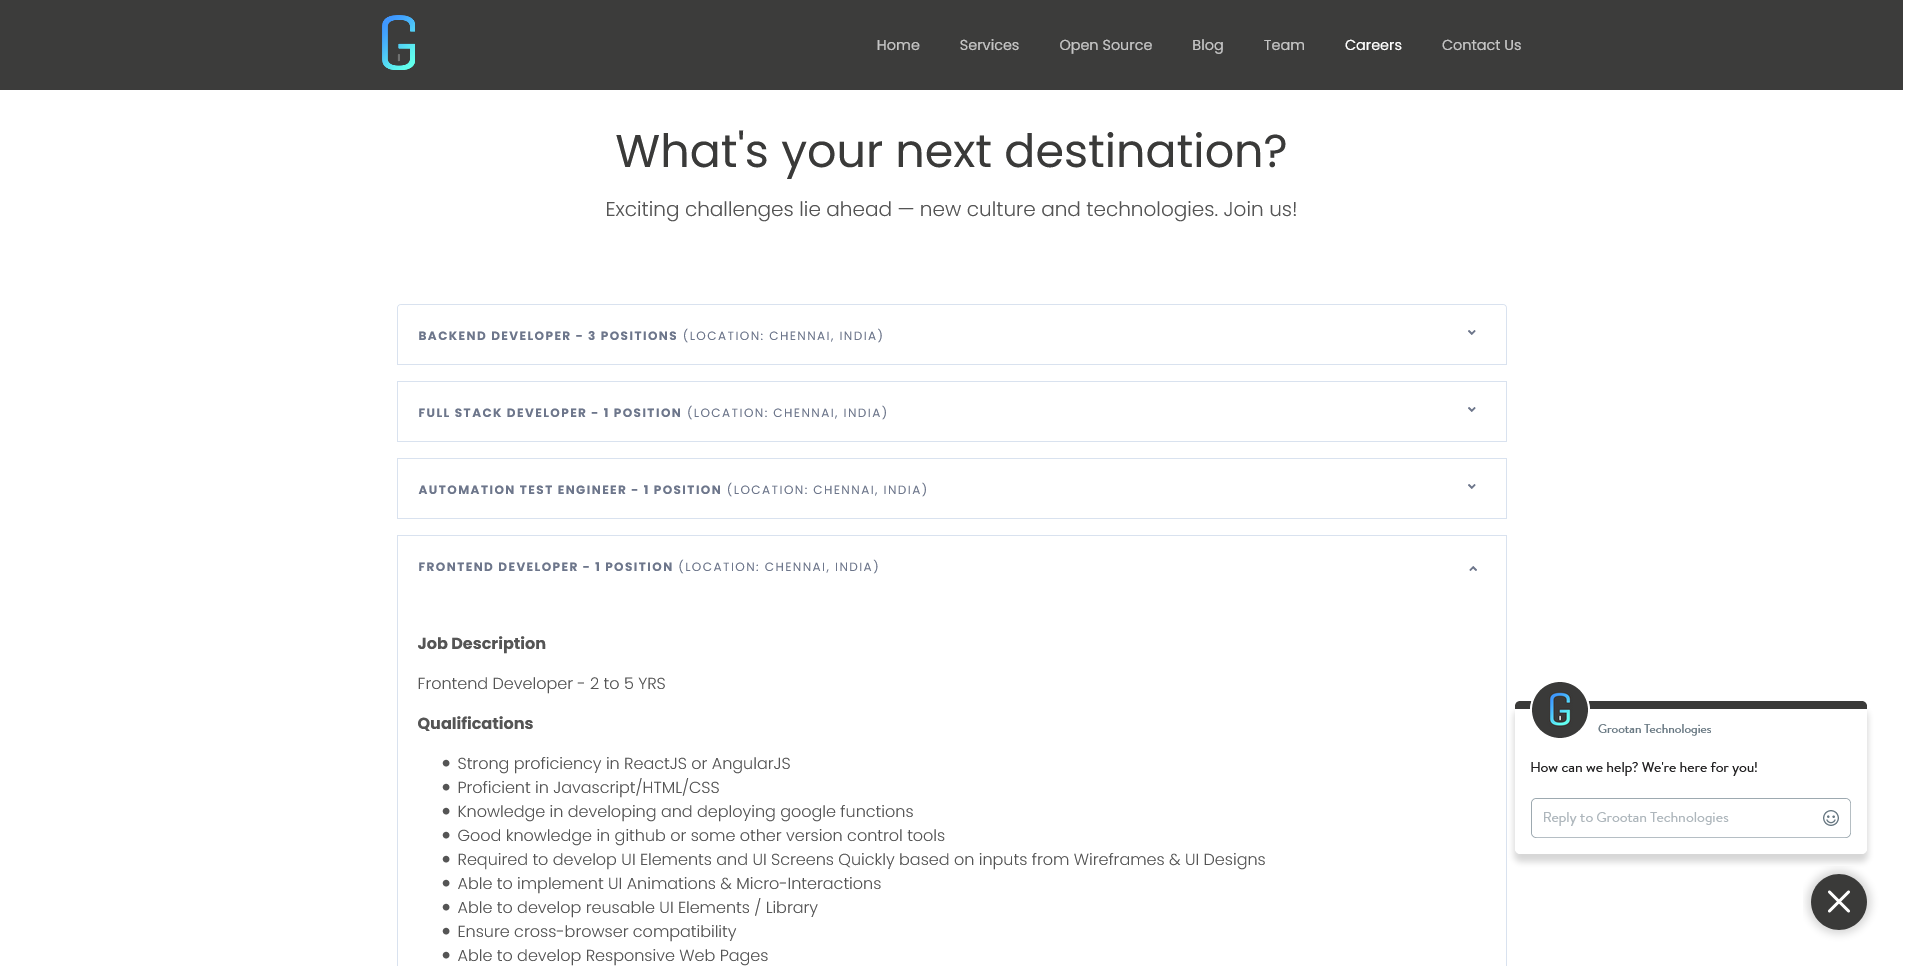 Home Services Open Source Blog Team Careers Contact Us
What's your next destination?
Exciting challenges lie ahead — new culture and technologies. Join us!
BACKEND DEVELOPER - 3 POSITIONS (LOCATION: CHENNAI, INDIA)
FULL STACK DEVELOPER - 1 POSITION (LOCATION: CHENNAI, INDIA)
AUTOMATION TEST ENGINEER - 1 POSITION (LOCATION: CHENNAI, INDIA)
FRONTEND DEVELOPER - 1 POSITION (LOCATION: CHENNAI, INDIA)
Job Description
Frontend Developer - 2 to 5 YRS
Qualifications
Strong proficiency in ReactJS or AngularJS
Proficient in Javascript/HTML/CSS
Knowledge in developing and deploying google functions
Good knowledge in github or some other version control tools
Required to develop UI Elements and UI Screens Quickly based on inputs from Wireframes & UI Designs
Able to implement UI Animations & Micro-Interactions
Able to develop reusable UI Elements / Library
Ensure cross-browser compatibility
Able to develop Responsive Web Pages
Grootan Technologies
How can we help? We're here for you!
Reply to Grootan Technologies